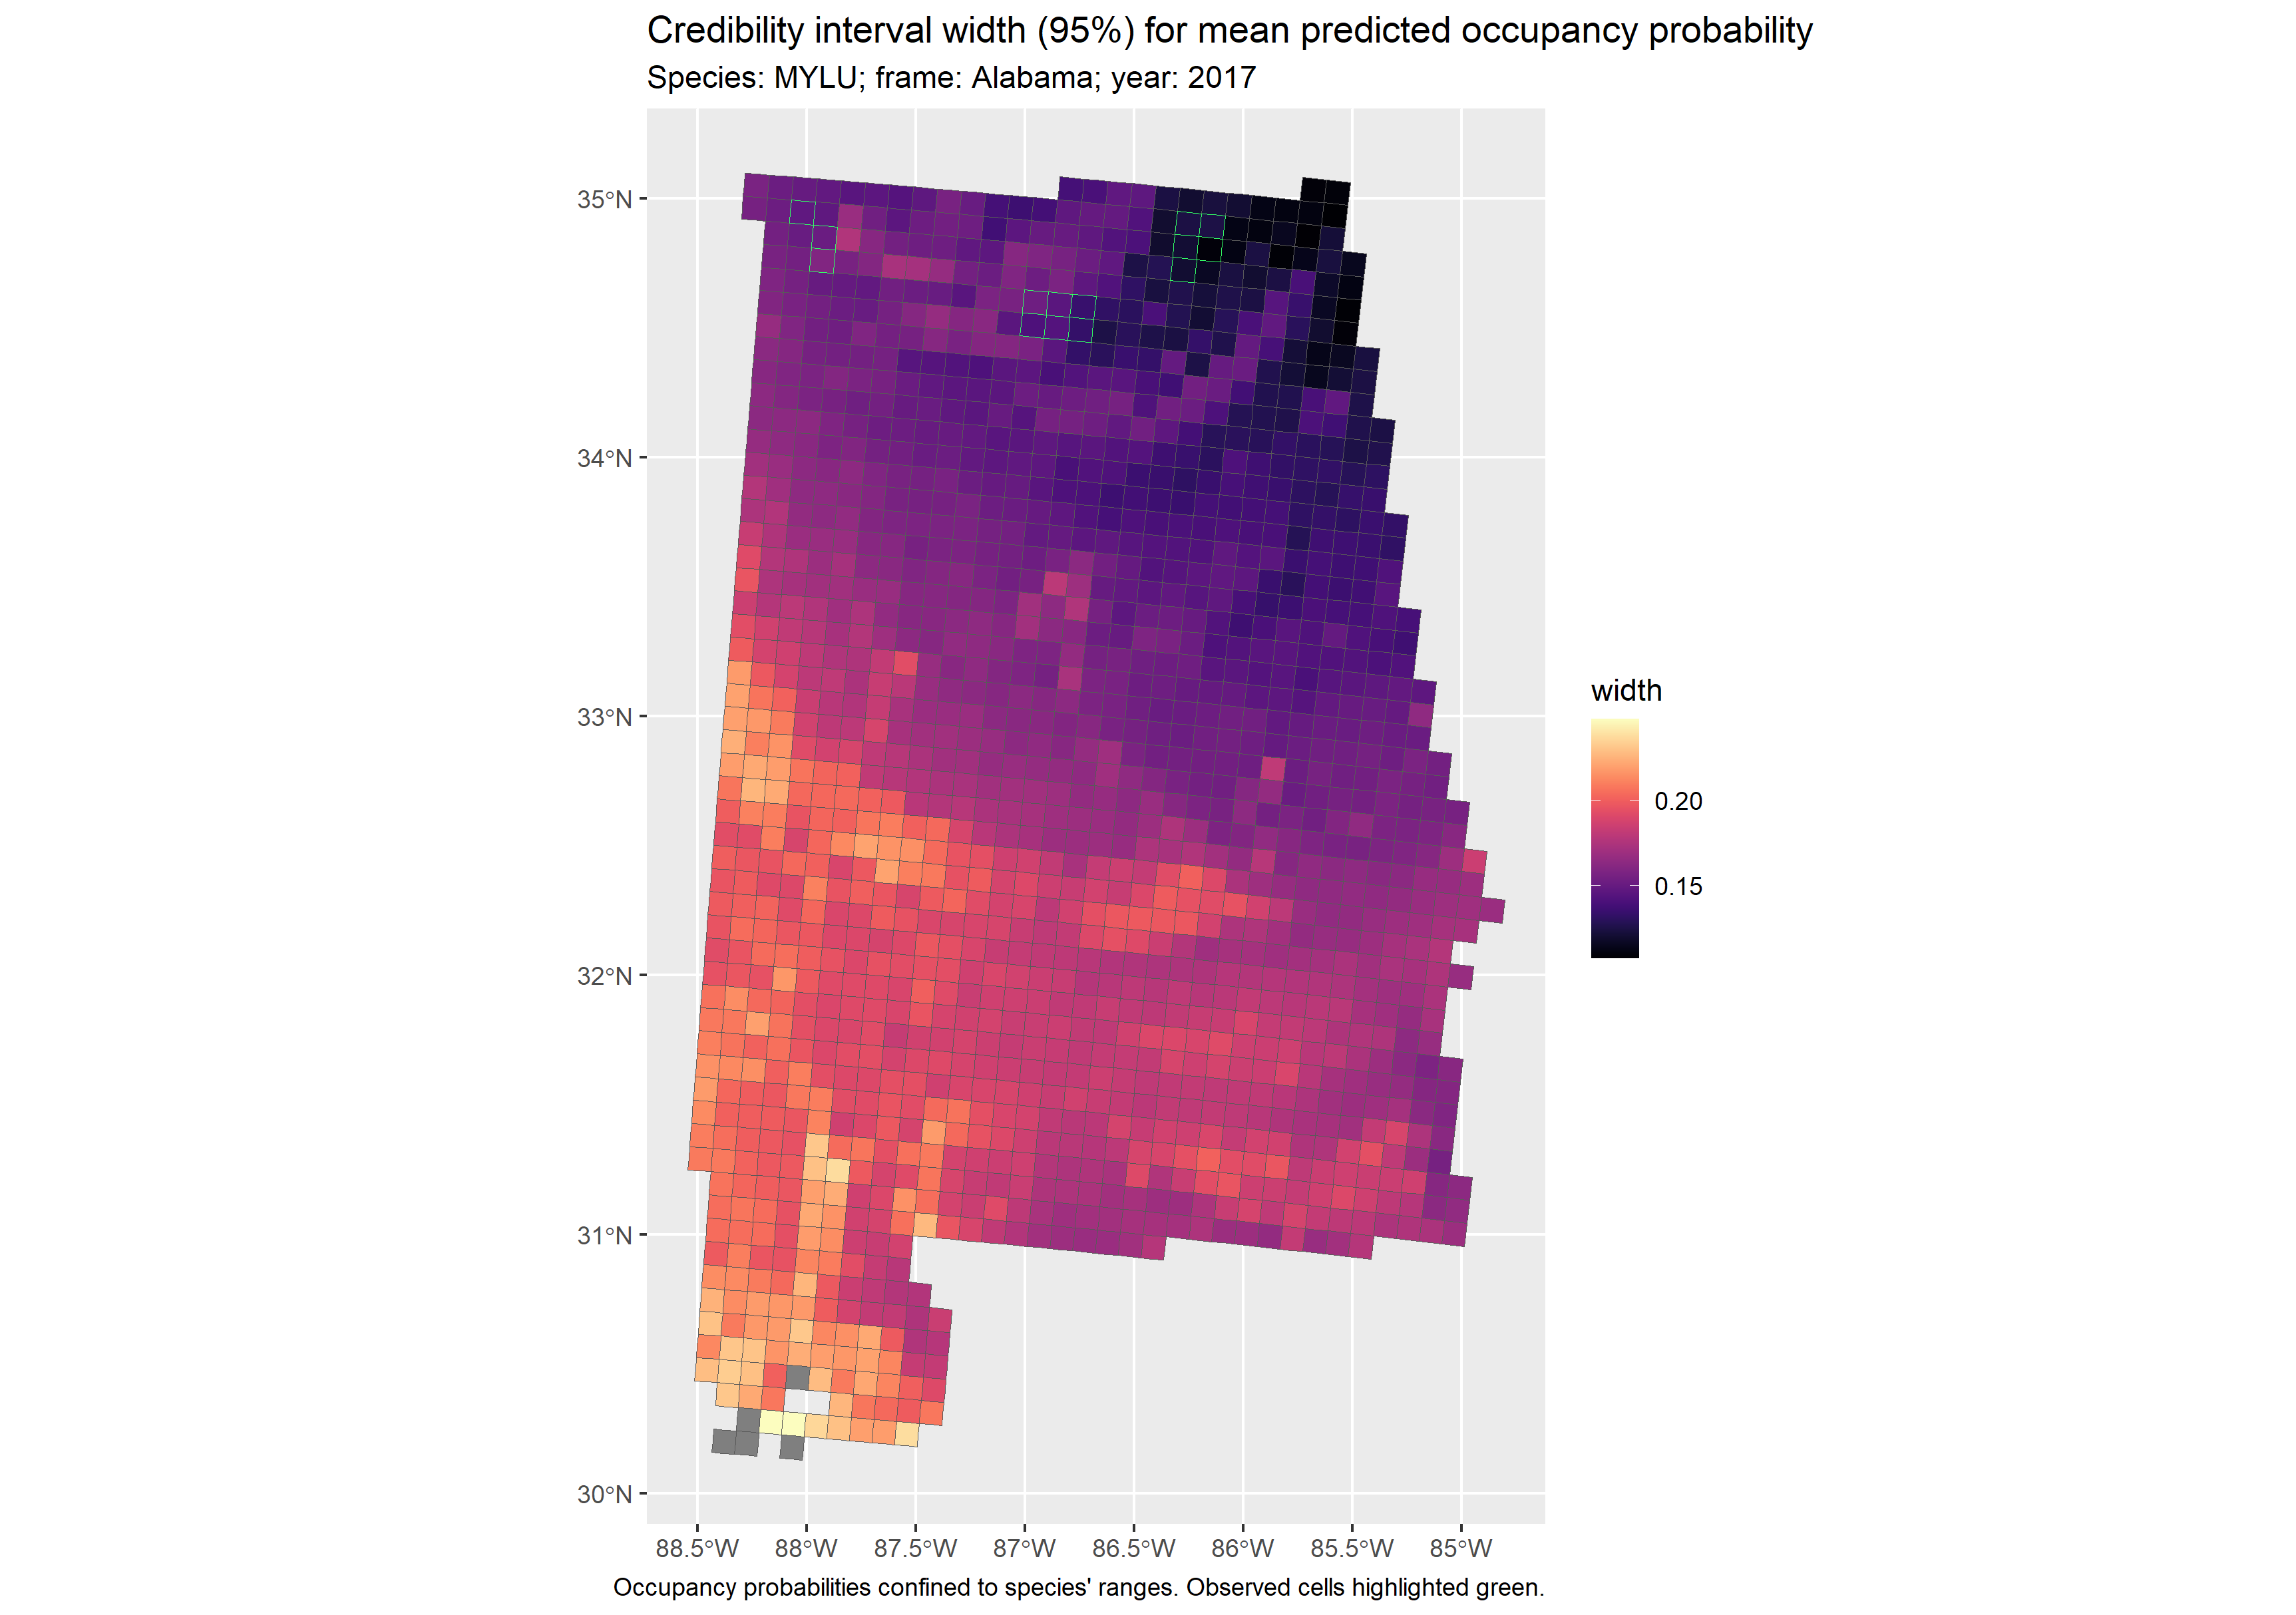 Credibility interval width (95%) for mean predicted occupancy probability
Species: MYLU; frame: Alabama; year: 2017
35°N
34°N
33°N
32°N
31°N
30°N
88.5°W 88°W 87.5°W 87°W 86.5°W 86°W 85.5°W 85°W
width
0.20
0.15
Occupancy probabilities confined to species' ranges. Observed cells highlighted green.